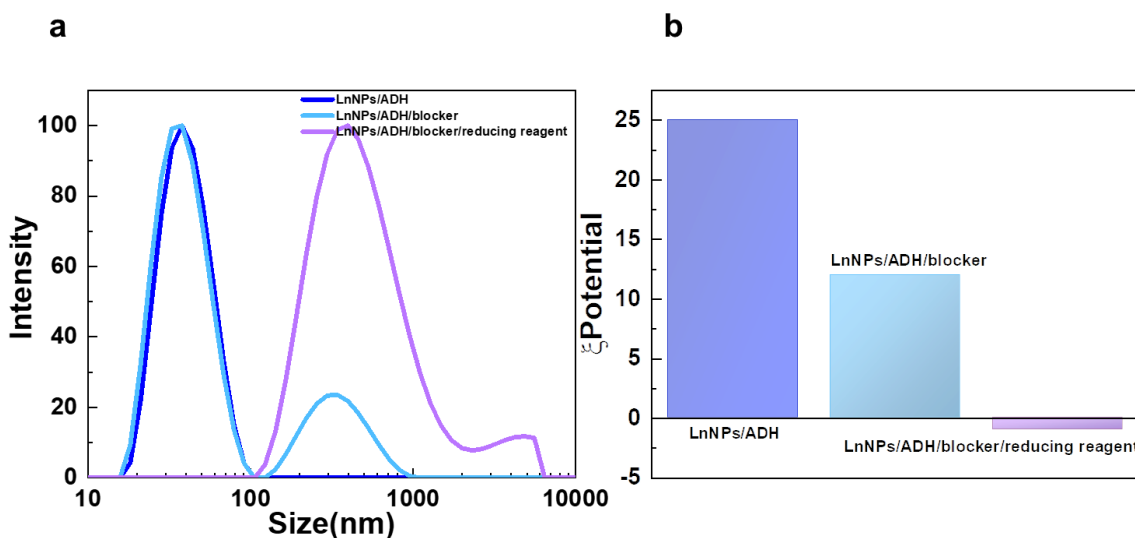 a
Intensity
100
80
60
40
20
0
LnNPs/ADH
LnNPs/ADH/blocker
LnNPs/ADH/blocker/reducing reagent
10
100
1000
10000
Size(nm)
b
ξPotential
25
20
15
10
5
0
-5
LnNPs/ADH/blocker
LnNPs/ADH
LnNPs/ADH/blocker/reducing reagent